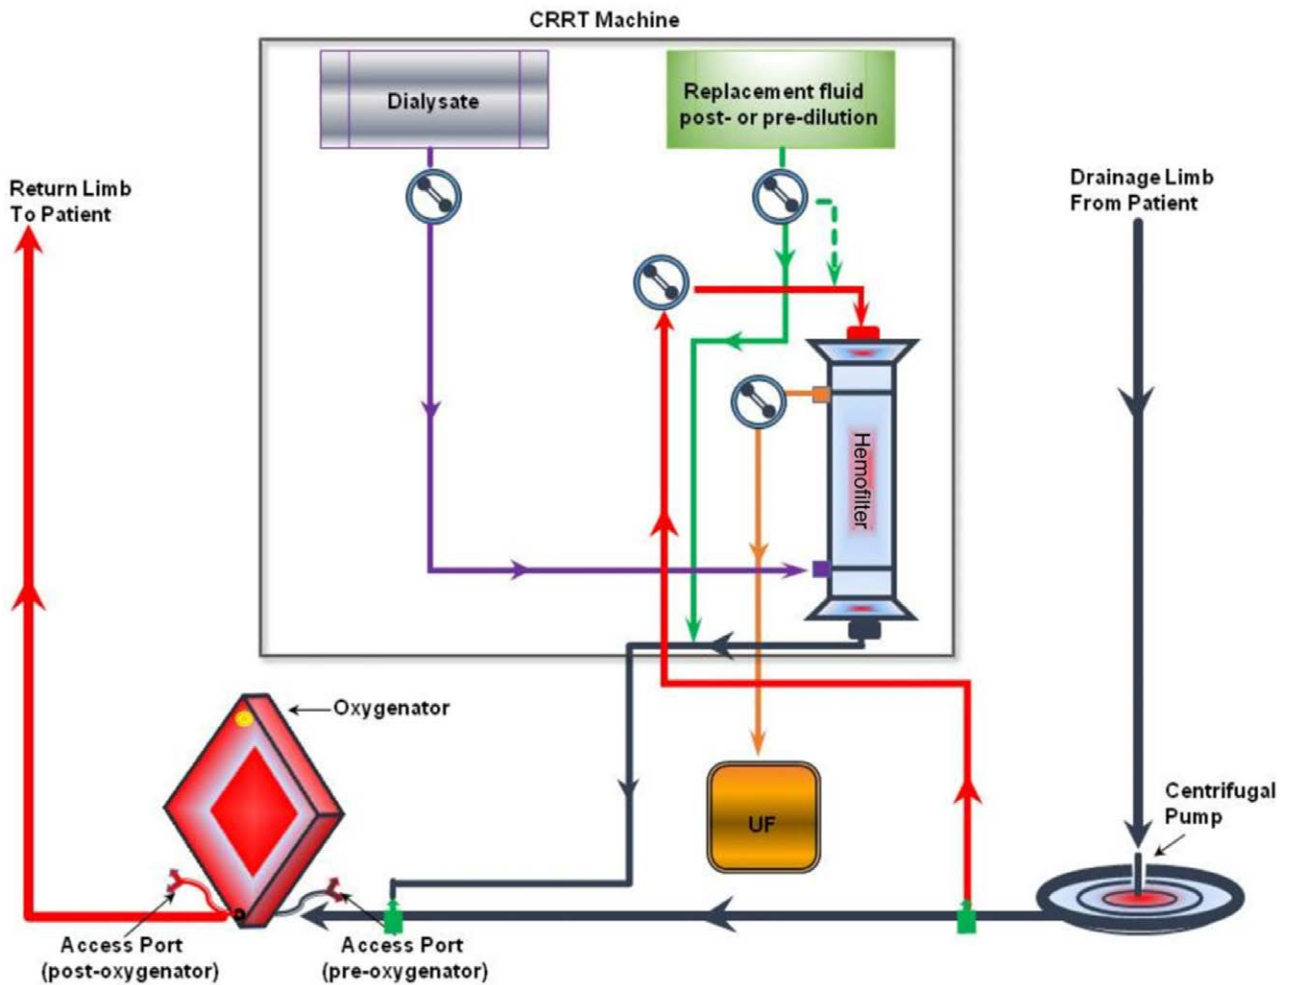 CRRT Machine
Dialysate
Replacement fluid
post- or pre-dilution
Return Limb
To Patient
Drainage Limb
From Patient
Hemofilter
Oxygenator
Centrifugal
Pump
UF
Access Port
(post-oxygenator)
Access Port
(pre-oxygenator)